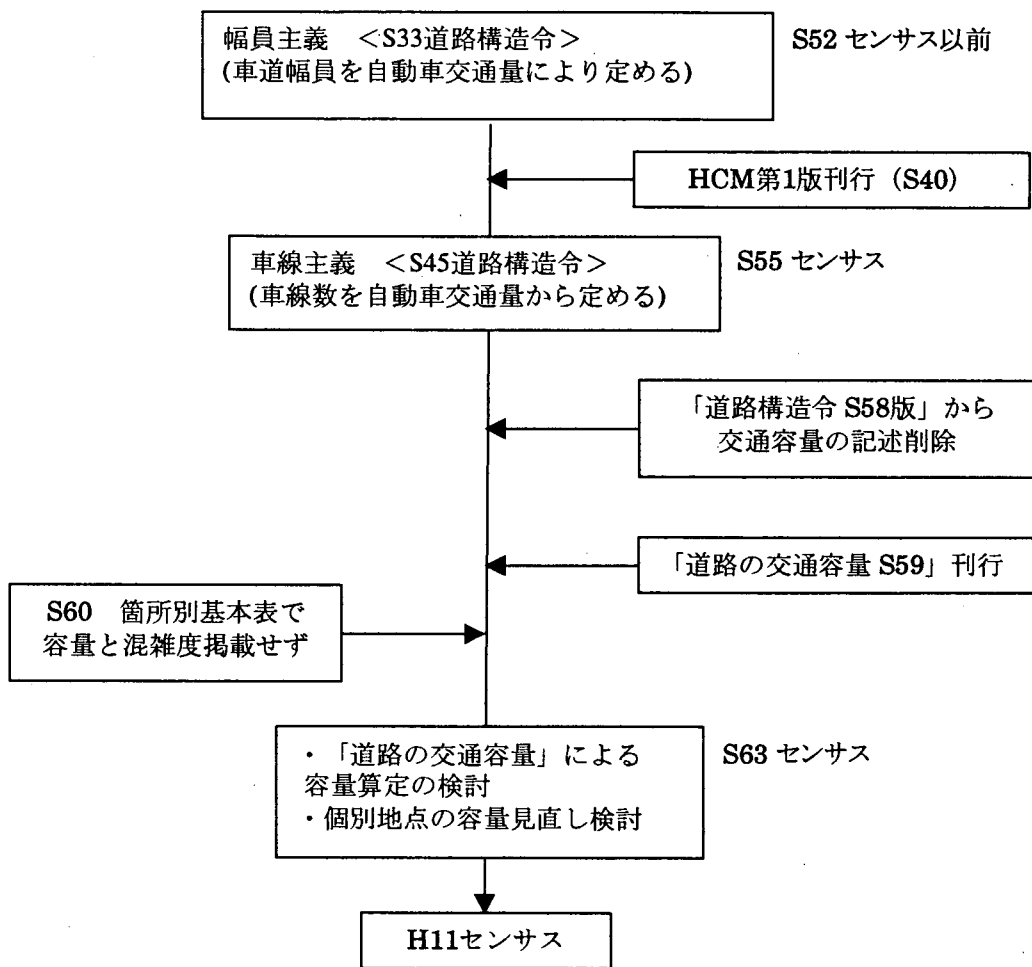 幅員主義 <S33道路構造令>
(車道幅員を自動車交通量により定める)
S52 センサス以前
HCM第1版刊行（S40）
車線主義 <S45道路構造令>
(車線数を自動車交通量から定める)
S55 センサス
「道路構造令 S58版」から
交通容量の記述削除
「道路の交通容量 S59」刊行
S60　箇所別基本表で
容量と混雑度掲載せず
・「道路の交通容量」による
容量算定の検討
・個別地点の容量見直し検討
S63 センサス
H11センサス